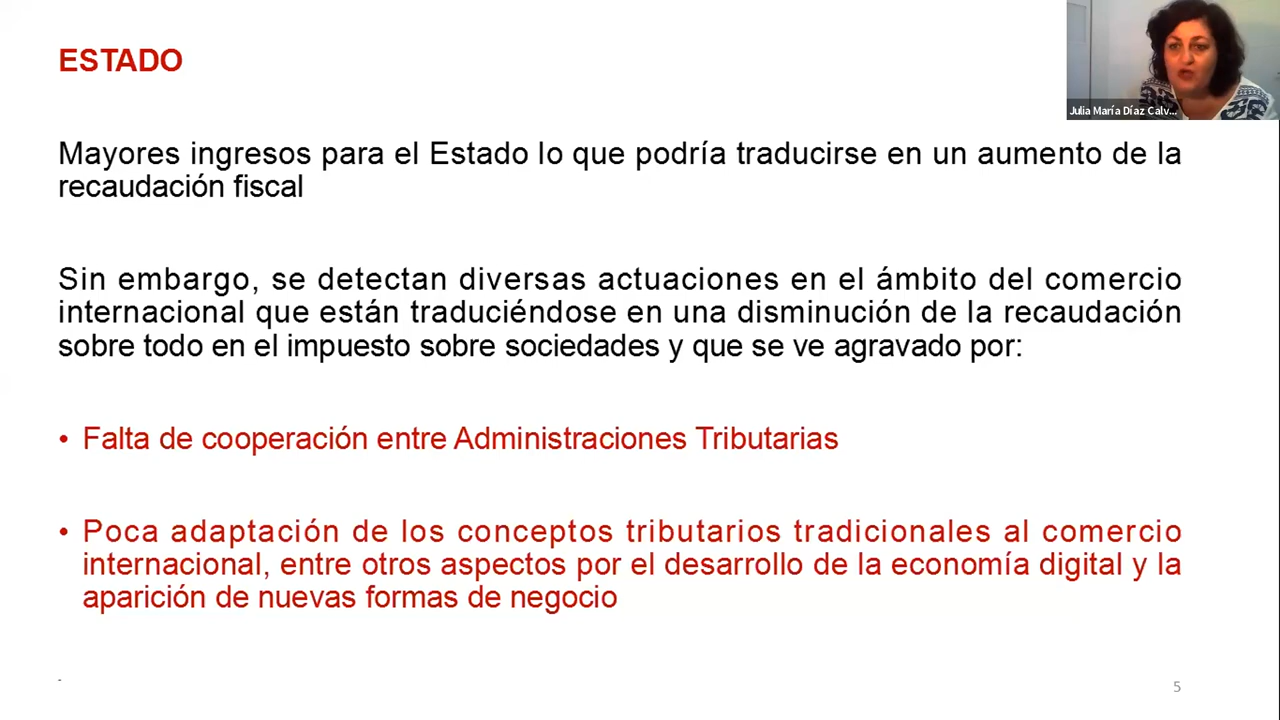 ESTADO
Julia María Díaz Calv...
Mayores ingresos para el Estado lo que podría traducirse en un aumento de la
recaudación fiscal
Sin embargo, se detectan diversas actuaciones en el ámbito del comercio
internacional que están traduciéndose en una disminución de la recaudación
sobre todo en el impuesto sobre sociedades y que se ve agravado por:
• Falta de cooperación entre Administraciones Tributarias
• Poca adaptación de los conceptos tributarios tradicionales al comercio
internacional, entre otros aspectos por el desarrollo de la economía digital y la
aparición de nuevas formas de negocio
-
5